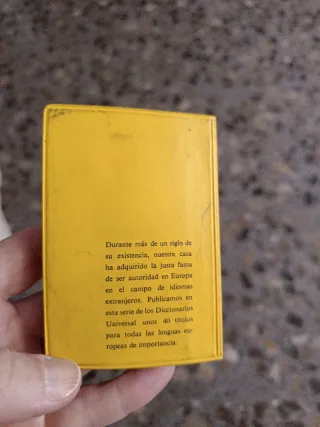 Durante más de un siglo de
su existencia, nuestra casa
ha adquirido la justa fama
de ser autoridad en Europa
en el campo de idiomas
extranjeros. Publicamos en
esta serie de los Diccionarios
Universal unos 40 títulos
para todas las lenguas eu-
ropeas de importancia.